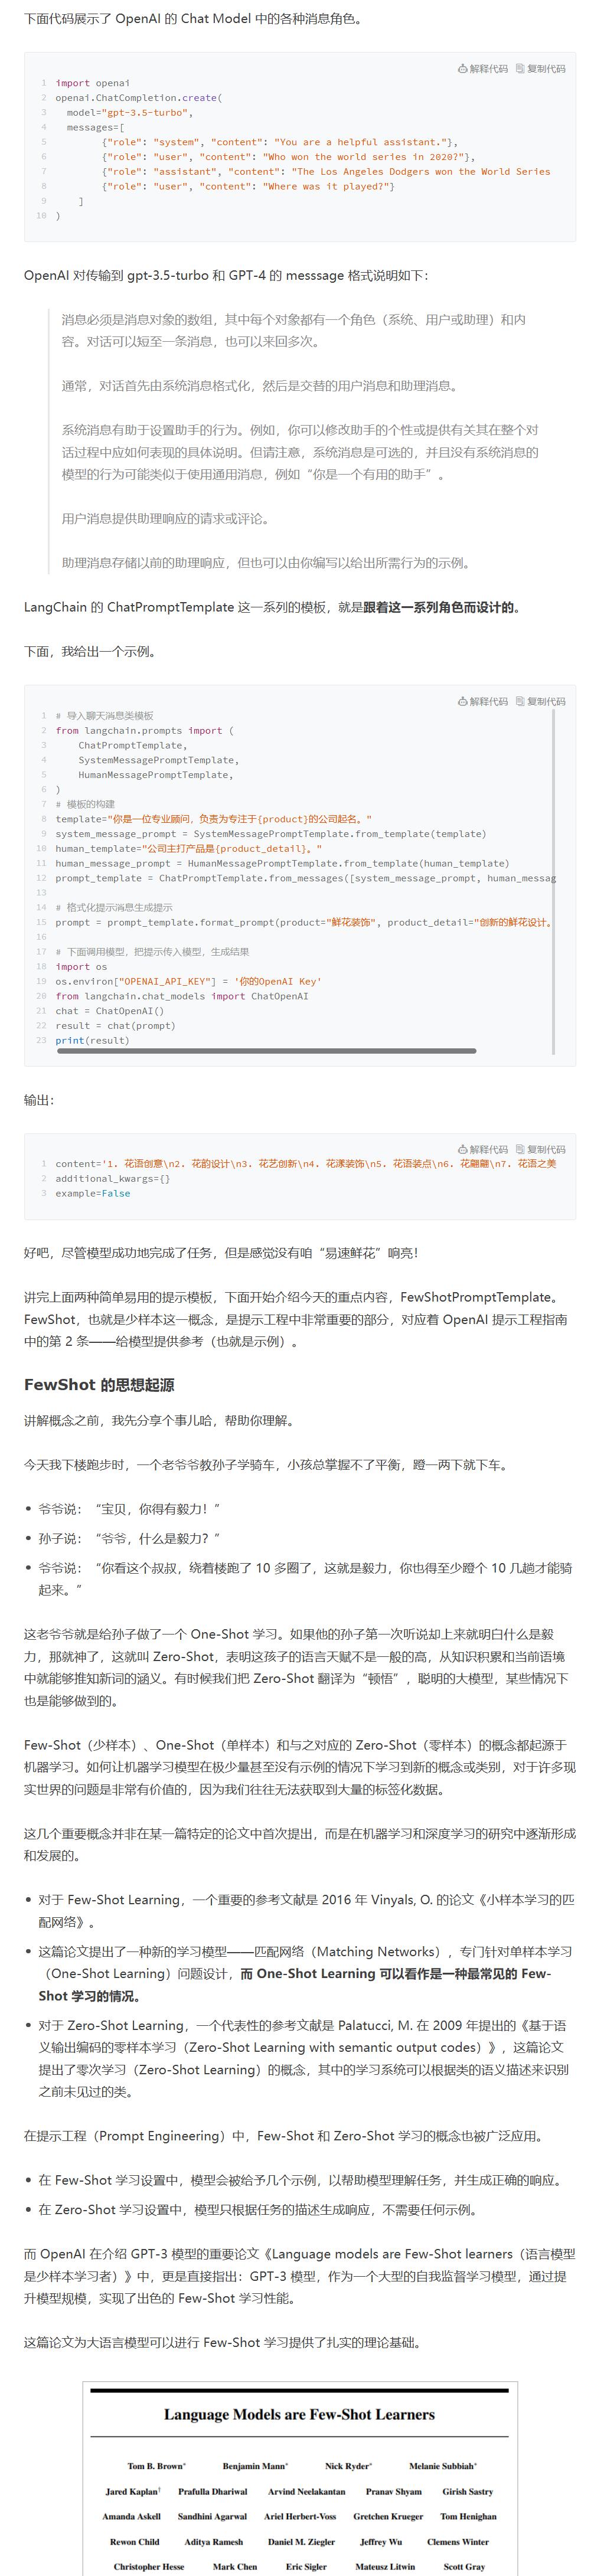 下面代码展示了 OpenAI 的 Chat Model 中的各种消息角色。
解释代码 复制代码
1 import openai
2 openai.ChatCompletion.create(
3   model="gpt-3.5-turbo",
4   messages=[
5         {"role": "system", "content": "You are a helpful assistant."},
6         {"role": "user", "content": "Who won the world series in 2020?"},
7         {"role": "assistant", "content": "The Los Angeles Dodgers won the World Series
8         {"role": "user", "content": "Where was it played?"}
9     ]
10 )
OpenAI 对传输到 gpt-3.5-turbo 和 GPT-4 的 messsage 格式说明如下：
消息必须是消息对象的数组，其中每个对象都有一个角色（系统、用户或助理）和内
容。对话可以短至一条消息，也可以来回多次。
通常，对话首先由系统消息格式化，然后是交替的用户消息和助理消息。
系统消息有助于设置助手的行为。例如，你可以修改助手的个性或提供有关其在整个对
话过程中应如何表现的具体说明。但请注意，系统消息是可选的，并且没有系统消息的
模型的行为可能类似于使用通用消息，例如“你是一个有用的助手”。
用户消息提供助理响应的请求或评论。
助理消息存储以前的助理响应，但也可以由你编写以给出所需行为的示例。
LangChain 的 ChatPromptTemplate 这一系列的模板，就是跟着这一系列角色而设计的。
下面，我给出一个示例。
解释代码 复制代码
1 # 导入聊天消息类模板
2 from langchain.prompts import (
3     ChatPromptTemplate,
4     SystemMessagePromptTemplate,
5     HumanMessagePromptTemplate,
6 )
7 # 模板的构建
8 template="你是一位专业顾问，负责为专注于{product}的公司起名。"
9 system_message_prompt = SystemMessagePromptTemplate.from_template(template)
10 human_template="公司主打产品是{product_detail}。"
11 human_message_prompt = HumanMessagePromptTemplate.from_template(human_template)
12 prompt_template = ChatPromptTemplate.from_messages([system_message_prompt, human_messag
13
14 # 格式化提示消息生成提示
15 prompt = prompt_template.format_prompt(product="鲜花装饰", product_detail="创新的鲜花设计。
16
17 # 下面调用模型，把提示传入模型，生成结果
18 import os
19 os.environ["OPENAI_API_KEY"] = '你的OpenAI Key'
20 from langchain.chat_models import ChatOpenAI
21 chat = ChatOpenAI()
22 result = chat(prompt)
23 print(result)
输出：
解释代码 复制代码
1 content='1. 花语创意\n2. 花韵设计\n3. 花艺创新\n4. 花漾装饰\n5. 花语装点\n6. 花翩翩\n7. 花语之美
2 additional_kwargs={}
3 example=False
好吧，尽管模型成功地完成了任务，但是感觉没有咱“易速鲜花”响亮！
讲完上面两种简单易用的提示模板，下面开始介绍今天的重点内容，FewShotPromptTemplate。
FewShot，也就是少样本这一概念，是提示工程中非常重要的部分，对应着 OpenAI 提示工程指南
中的第 2 条——给模型提供参考（也就是示例）。
FewShot 的思想起源
讲解概念之前，我先分享个事儿哈，帮助你理解。
今天我下楼跑步时，一个老爷爷教孙子学骑车，小孩总掌握不了平衡，蹬一两下就下车。
• 爷爷说：“宝贝，你得有毅力！”
• 孙子说：“爷爷，什么是毅力？”
• 爷爷说：“你看这个叔叔，绕着楼跑了 10 多圈了，这就是毅力，你也得至少蹬个 10 几趟才能骑
起来。”
这老爷爷就是给孙子做了一个 One-Shot 学习。如果他的孙子第一次听说却上来就明白什么是毅
力，那就神了，这就叫 Zero-Shot，表明这孩子的语言天赋不是一般的高，从知识积累和当前语境
中就能够推知新词的涵义。有时候我们把 Zero-Shot 翻译为“顿悟”，聪明的大模型，某些情况下
也是能够做到的。
Few-Shot（少样本）、One-Shot（单样本）和与之对应的 Zero-Shot（零样本）的概念都起源于
机器学习。如何让机器学习模型在极少量甚至没有示例的情况下学习到新的概念或类别，对于许多现
实世界的问题是非常有价值的，因为我们往往无法获取到大量的标签化数据。
这几个重要概念并非在某一篇特定的论文中首次提出，而是在机器学习和深度学习的研究中逐渐形成
和发展的。
• 对于 Few-Shot Learning，一个重要的参考文献是 2016 年 Vinyals, O. 的论文《小样本学习的匹
配网络》。
• 这篇论文提出了一种新的学习模型——匹配网络（Matching Networks），专门针对单样本学习
（One-Shot Learning）问题设计，而 One-Shot Learning 可以看作是一种最常见的 Few-
Shot 学习的情况。
• 对于 Zero-Shot Learning，一个代表性的参考文献是 Palatucci, M. 在 2009 年提出的《基于语
义输出编码的零样本学习（Zero-Shot Learning with semantic output codes）》，这篇论文
提出了零次学习（Zero-Shot Learning）的概念，其中的学习系统可以根据类的语义描述来识别
之前未见过的类。
在提示工程（Prompt Engineering）中，Few-Shot 和 Zero-Shot 学习的概念也被广泛应用。
• 在 Few-Shot 学习设置中，模型会被给予几个示例，以帮助模型理解任务，并生成正确的响应。
• 在 Zero-Shot 学习设置中，模型只根据任务的描述生成响应，不需要任何示例。
而 OpenAI 在介绍 GPT-3 模型的重要论文《Language models are Few-Shot learners（语言模型
是少样本学习者）》中，更是直接指出：GPT-3 模型，作为一个大型的自我监督学习模型，通过提
升模型规模，实现了出色的 Few-Shot 学习性能。
这篇论文为大语言模型可以进行 Few-Shot 学习提供了扎实的理论基础。
Language Models are Few-Shot Learners
Tom B. Brown* Benjamin Mann* Nick Ryder* Melanie Subbiah*
Jared Kaplan† Prafulla Dhariwal Arvind Neelakantan Pranav Shyam Girish Sastry
Amanda Askell Sandhini Agarwal Ariel Herbert-Voss Gretchen Krueger Tom Henighan
Rewon Child Aditya Ramesh Daniel M. Ziegler Jeffrey Wu Clemens Winter
Christopher Hesse Mark Chen Eric Sigler Mateusz Litwin Scott Gray